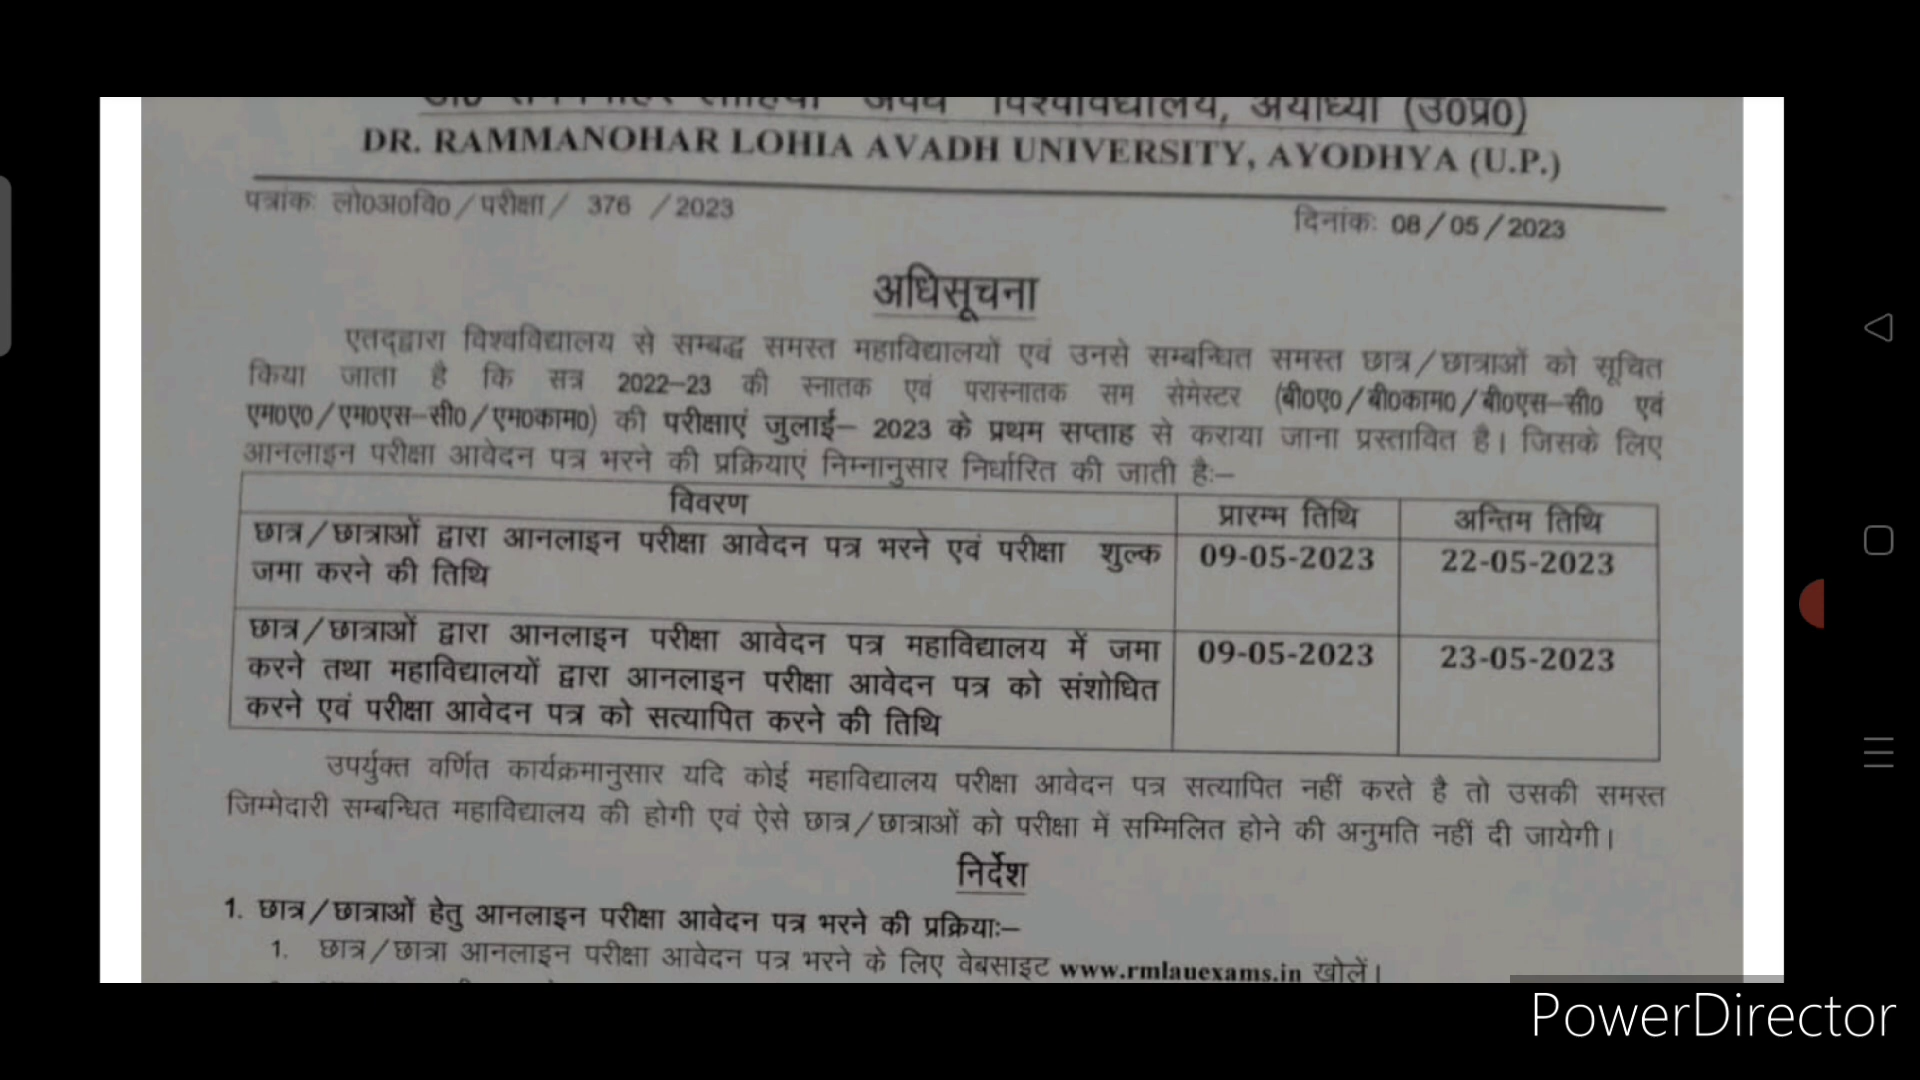 विश्वविद्यालय, अयोध्या (उ0प्र0)
DR. RAMMANOHAR LOHIA AVADH UNIVERSITY, AYODHYA (U.P.)
पत्रांकः लो0अ0वि0/परीक्षा/ 376 /2023
दिनांकः 08/05/2023
अधिसूचना
एतद्द्वारा विश्वविद्यालय से सम्बद्ध समस्त महाविद्यालयों एवं उनसे सम्बन्धित समस्त छात्र/छात्राओं को सूचित
किया जाता है कि सत्र 2022-23 की स्नातक एवं परास्नातक सम सेमेस्टर (बी0ए0/बी0काम0/बी0एस-सी0 एवं
एम0ए0/एम0एस-सी0/एम0काम0) की परीक्षाएं जुलाई- 2023 के प्रथम सप्ताह से कराया जाना प्रस्तावित है। जिसके लिए
आनलाइन परीक्षा आवेदन पत्र भरने की प्रक्रियाएं निम्नानुसार निर्धारित की जाती हैः-
विवरण प्रारम्भ तिथि अन्तिम तिथि
छात्र/छात्राओं द्वारा आनलाइन परीक्षा आवेदन पत्र भरने एवं परीक्षा शुल्क 09-05-2023 22-05-2023
जमा करने की तिथि
छात्र/छात्राओं द्वारा आनलाइन परीक्षा आवेदन पत्र महाविद्यालय में जमा 09-05-2023 23-05-2023
करने तथा महाविद्यालयों द्वारा आनलाइन परीक्षा आवेदन पत्र को संशोधित
करने एवं परीक्षा आवेदन पत्र को सत्यापित करने की तिथि
उपर्युक्त वर्णित कार्यक्रमानुसार यदि कोई महाविद्यालय परीक्षा आवेदन पत्र सत्यापित नहीं करते है तो उसकी समस्त
जिम्मेदारी सम्बन्धित महाविद्यालय की होगी एवं ऐसे छात्र/छात्राओं को परीक्षा में सम्मिलित होने की अनुमति नहीं दी जायेगी।
निर्देश
1. छात्र/छात्राओं हेतु आनलाइन परीक्षा आवेदन पत्र भरने की प्रक्रियाः-
1. छात्र/छात्रा आनलाइन परीक्षा आवेदन पत्र भरने के लिए वेबसाइट www.rmlauexams.in खोलें।
PowerDirector